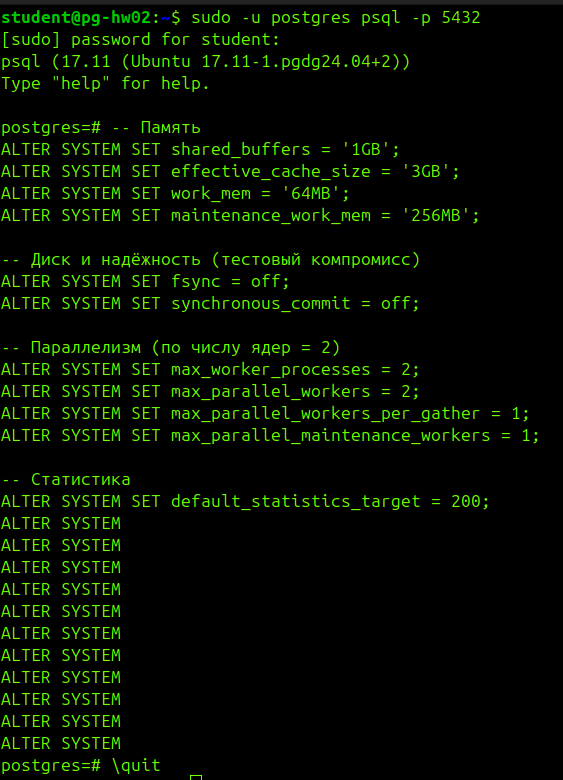 student@pg-hw02:~$ sudo -u postgres psql -p 5432
[sudo] password for student:
psql (17.11 (Ubuntu 17.11-1.pgdg24.04+2))
Type "help" for help.

postgres=# -- Память
ALTER SYSTEM SET shared_buffers = '1GB';
ALTER SYSTEM SET effective_cache_size = '3GB';
ALTER SYSTEM SET work_mem = '64MB';
ALTER SYSTEM SET maintenance_work_mem = '256MB';

-- Диск и надёжность (тестовый компромисс)
ALTER SYSTEM SET fsync = off;
ALTER SYSTEM SET synchronous_commit = off;

-- Параллелизм (по числу ядер = 2)
ALTER SYSTEM SET max_worker_processes = 2;
ALTER SYSTEM SET max_parallel_workers = 2;
ALTER SYSTEM SET max_parallel_workers_per_gather = 1;
ALTER SYSTEM SET max_parallel_maintenance_workers = 1;

-- Статистика
ALTER SYSTEM SET default_statistics_target = 200;
ALTER SYSTEM
ALTER SYSTEM
ALTER SYSTEM
ALTER SYSTEM
ALTER SYSTEM
ALTER SYSTEM
ALTER SYSTEM
ALTER SYSTEM
ALTER SYSTEM
ALTER SYSTEM
ALTER SYSTEM
postgres=# \quit